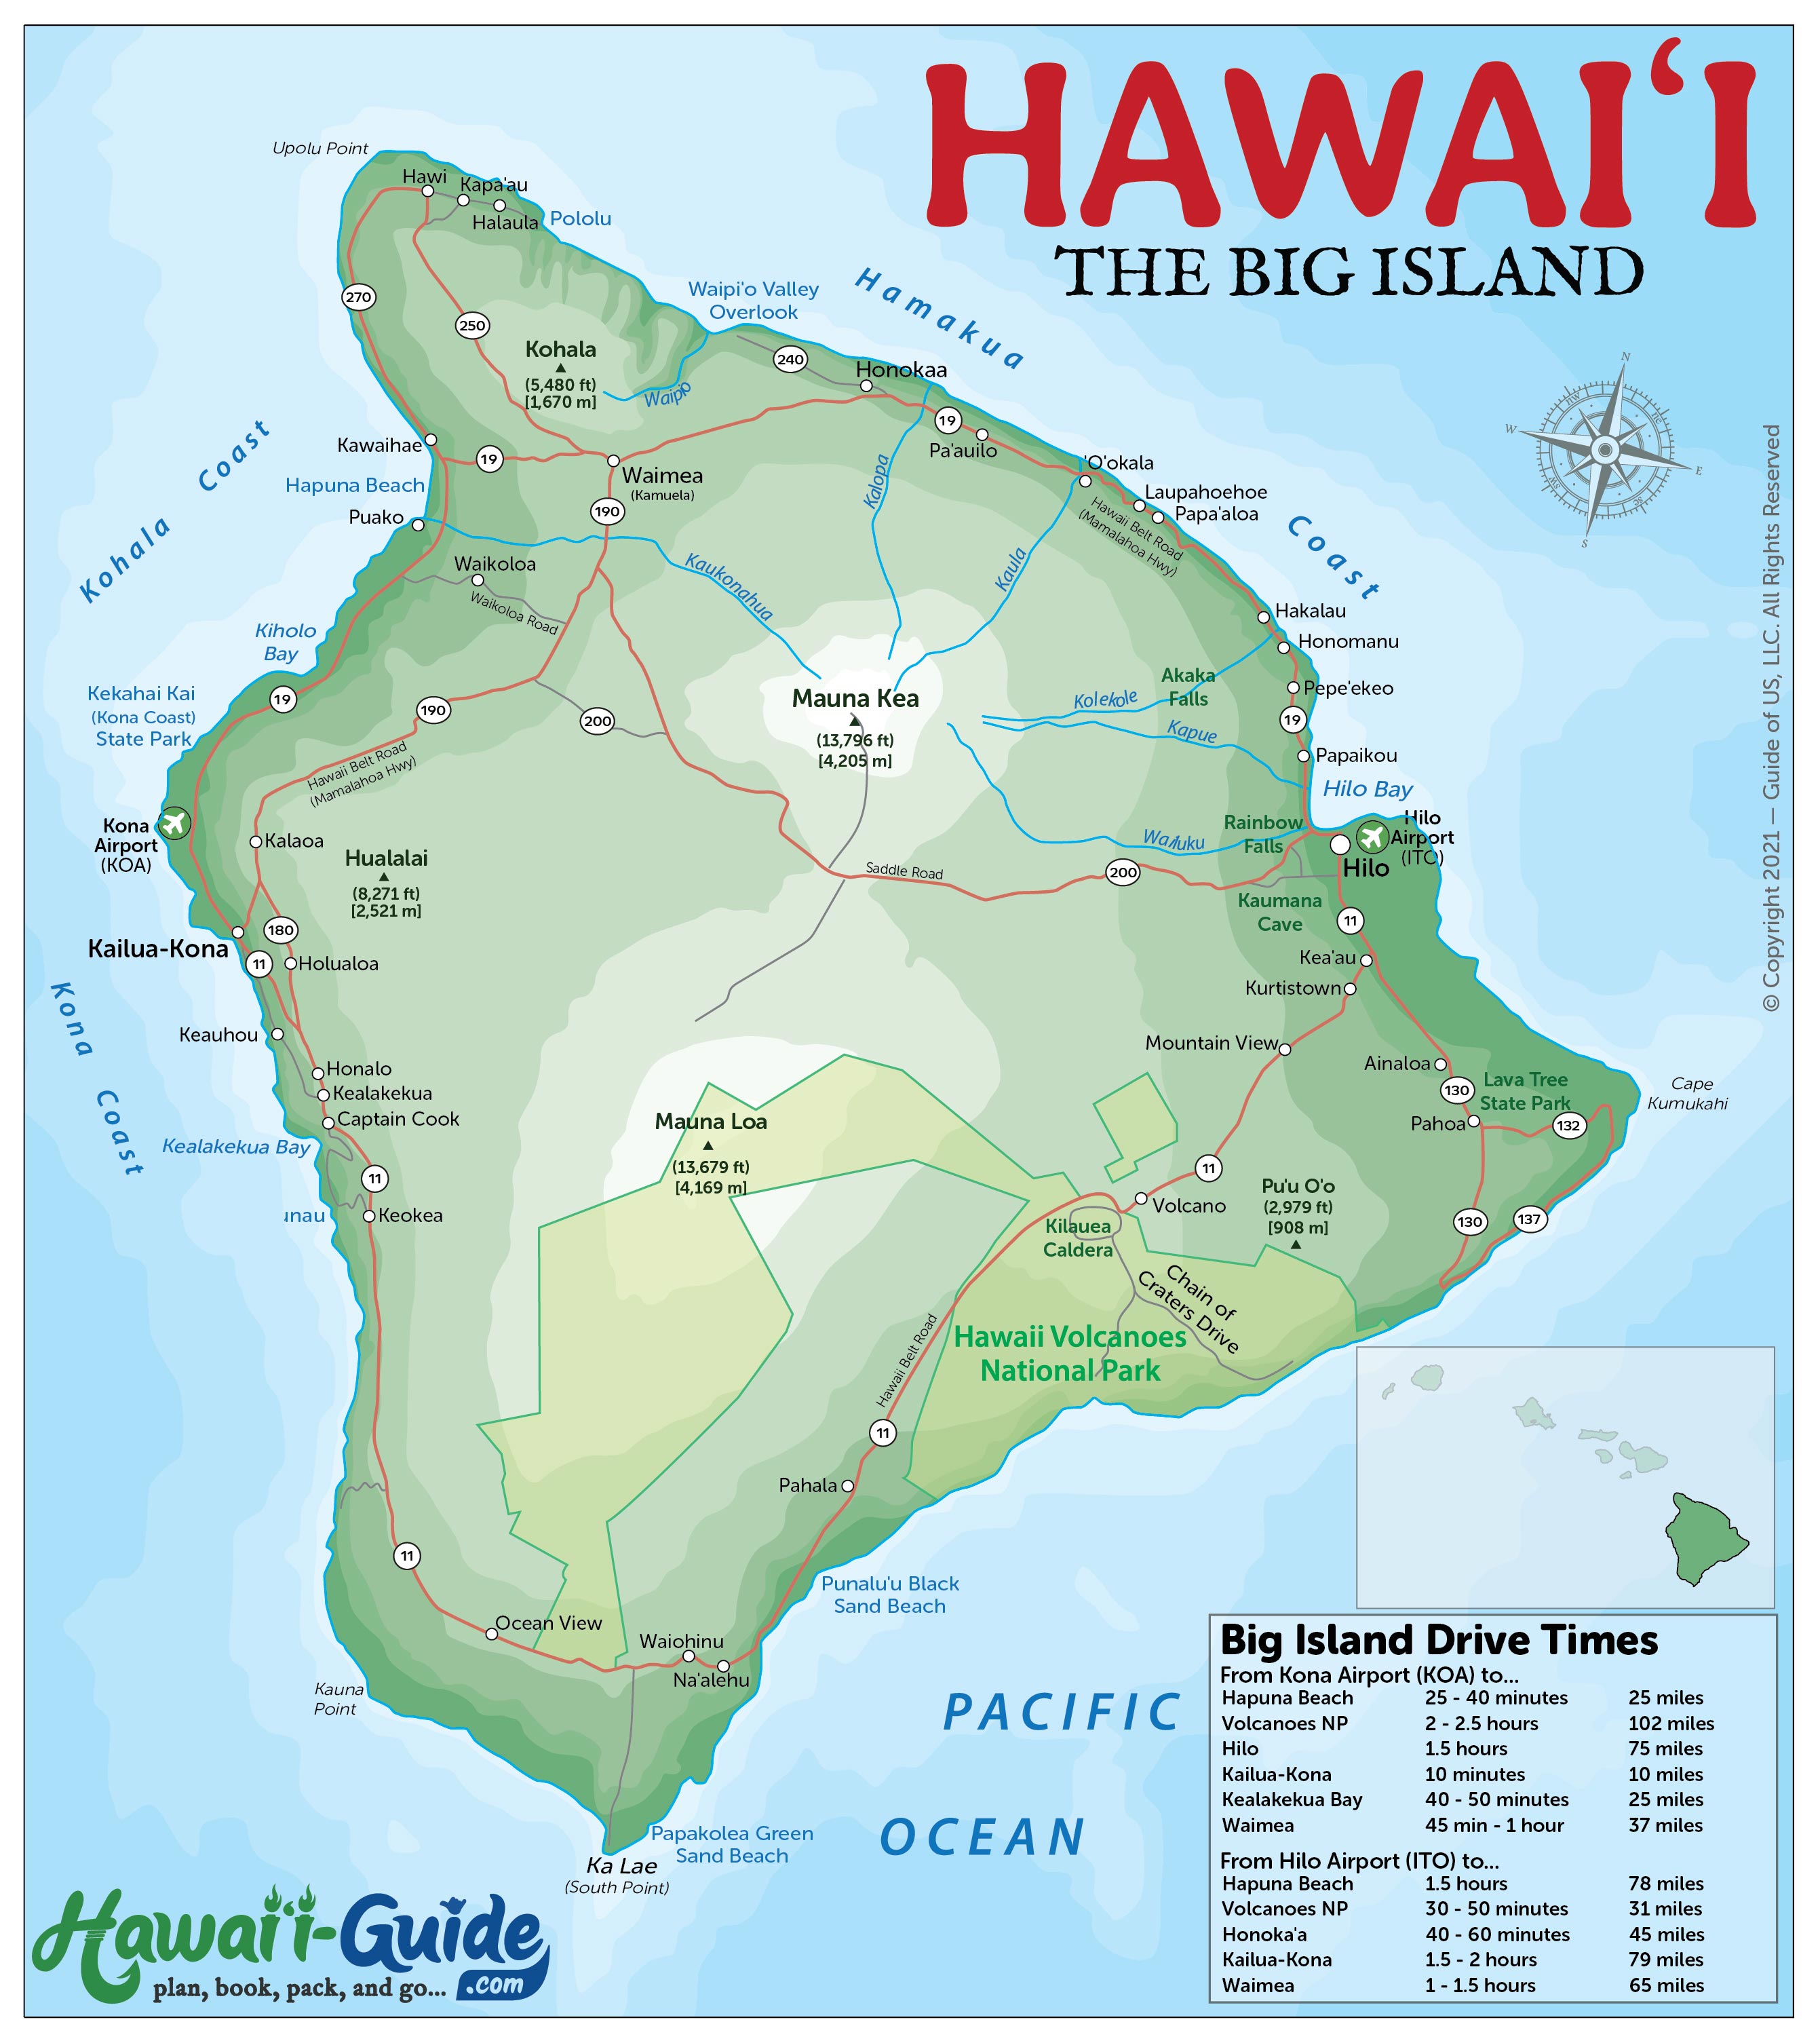 HAWAIʻI
THE BIG ISLAND
Upolu Point
Hawi
Kapa'au
Halaula
Pololu
270
250
Kohala
(5,480 ft)
[1,670 m]
Waipi'o Valley
Overlook
Waipio
240
Honokaa
Hamakua
Coast
N
E
S
W
Kohala
Coast
Kawaihae
19
Hapuna Beach
Puako
Waimea
(Kamuela)
190
19
Pa'auilo
Kalopa
'O'okala
Laupahoehoe
Papa'aloa
Hawaii Belt Road
(Mamalahoa Hwy)
Kaula
Waikoloa
Waikoloa Road
Kaukonahua
Hakalau
Honomanu
Kiholo
Bay
Kekahai Kai
(Kona Coast)
State Park
19
190
200
Hawaii Belt Road
(Mamalahoa Hwy)
Mauna Kea
(13,796 ft)
[4,205 m]
Akaka
Falls
Kolekole
Kapue
Pepe'ekeo
19
Papaikou
Hilo Bay
Kona
Airport
(KOA)
Kalaoa
Hualalai
(8,271 ft)
[2,521 m]
Saddle Road
200
Wailuku
Rainbow
Falls
Hilo
Airport
(ITO)
Hilo
Kaumana
Cave
11
180
Kailua-Kona
11
Holualoa
Kea'au
Kurtistown
Kona
Coast
Keauhou
Honalo
Kealakekua
Captain Cook
Kealakekua Bay
11
unau
Keokea
Mountain View
Ainaloa
130
Lava Tree
State Park
Pahoa
132
Cape
Kumukahi
Mauna Loa
(13,679 ft)
[4,169 m]
11
Volcano
Pu'u O'o
(2,979 ft)
[908 m]
130
137
Kilauea
Caldera
Chain of
Craters Drive
Hawaii Volcanoes
National Park
Hawaii Belt Road
11
Pahala
11
Punalu'u Black
Sand Beach
Ocean View
Waiohinu
Na'alehu
Kauna
Point
Papakolea Green
Sand Beach
Ka Lae
(South Point)
PACIFIC
OCEAN
© Copyright 2021 — Guide of US, LLC. All Rights Reserved
Big Island Drive Times
From Kona Airport (KOA) to...
Hapuna Beach 25 - 40 minutes 25 miles
Volcanoes NP 2 - 2.5 hours 102 miles
Hilo 1.5 hours 75 miles
Kailua-Kona 10 minutes 10 miles
Kealakekua Bay 40 - 50 minutes 25 miles
Waimea 45 min - 1 hour 37 miles
From Hilo Airport (ITO) to...
Hapuna Beach 1.5 hours 78 miles
Volcanoes NP 30 - 50 minutes 31 miles
Honoka'a 40 - 60 minutes 45 miles
Kailua-Kona 1.5 - 2 hours 79 miles
Waimea 1 - 1.5 hours 65 miles
Hawai'i-Guide
.com
plan, book, pack, and go...